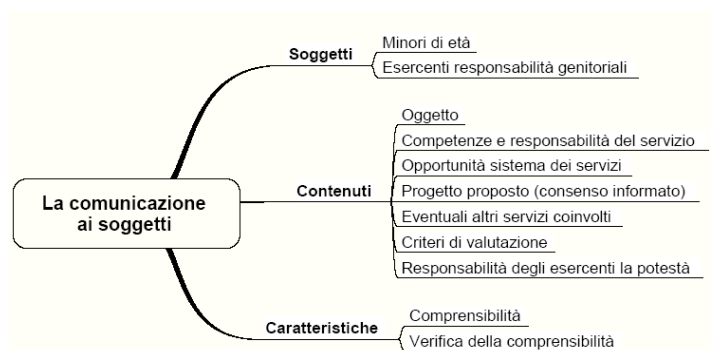 Soggetti
Minori di età
Esercenti responsabilità genitoriali
La comunicazione
ai soggetti
Contenuti
Oggetto
Competenze e responsabilità del servizio
Opportunità sistema dei servizi
Progetto proposto (consenso informato)
Eventuali altri servizi coinvolti
Criteri di valutazione
Responsabilità degli esercenti la potestà
Caratteristiche
Comprensibilità
Verifica della comprensibilità